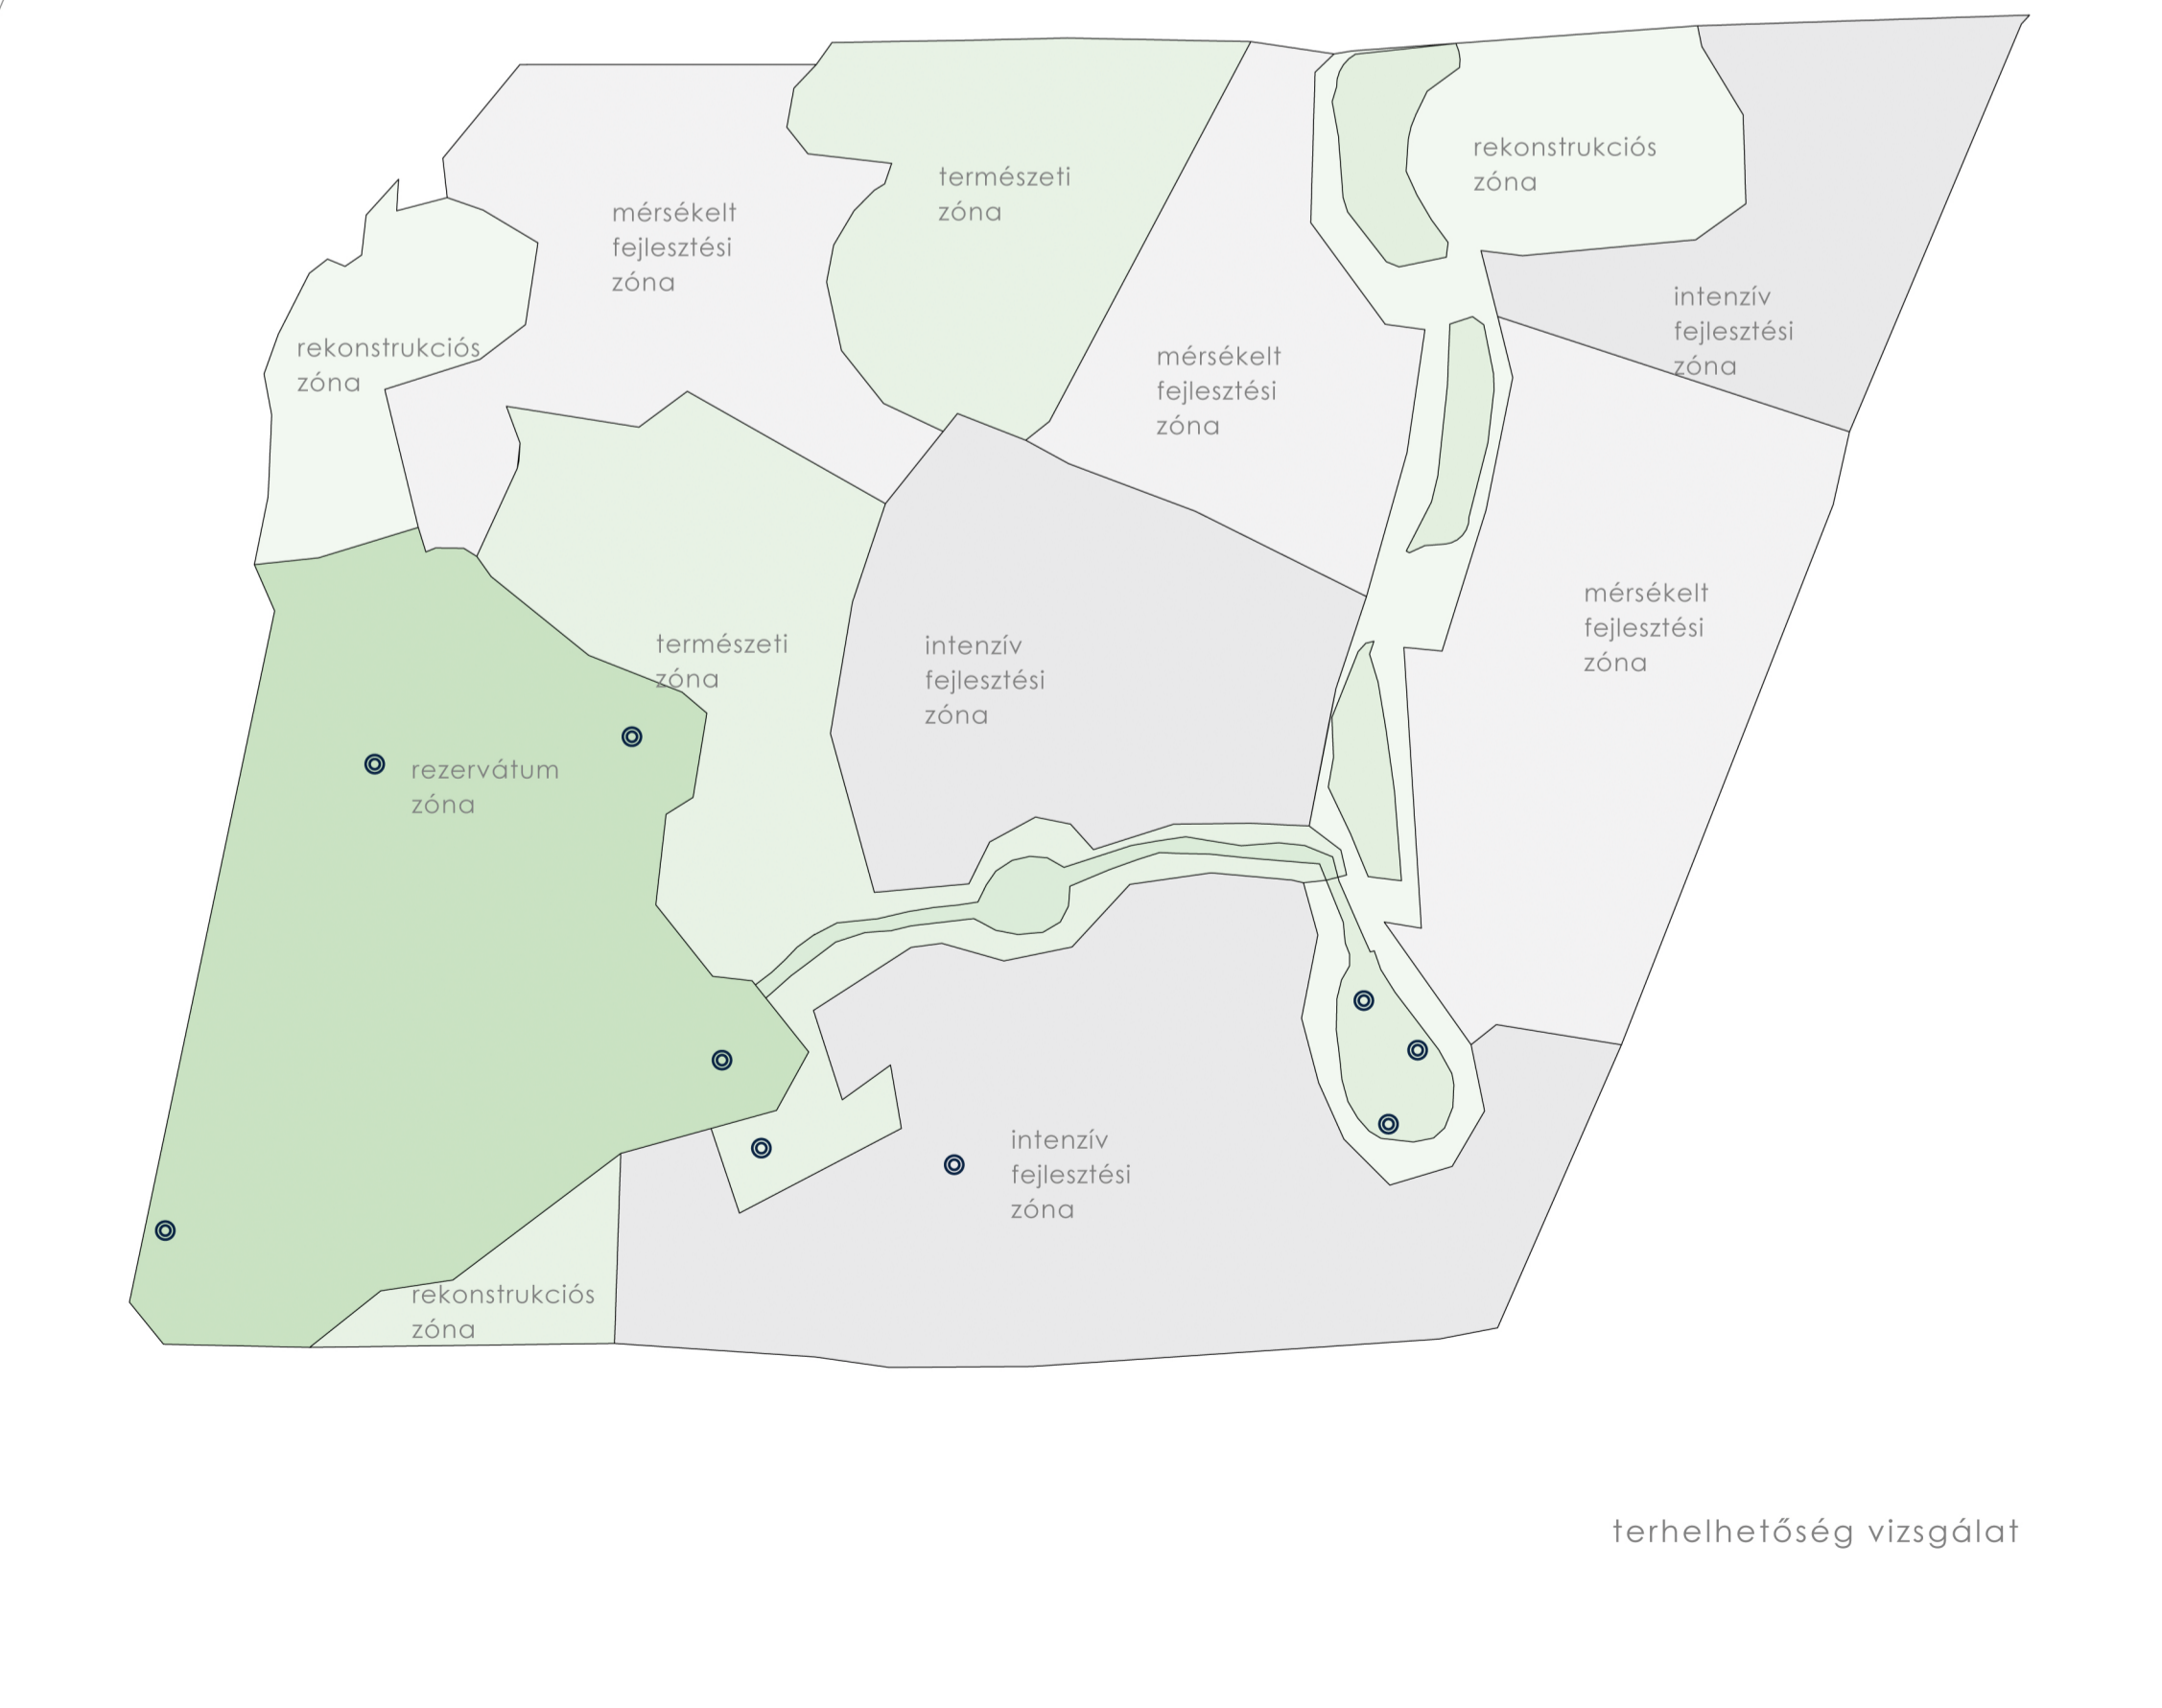 rekonstrukciós
zóna
természeti
zóna
mérsékelt
fejlesztési
zóna
intenzív
fejlesztési
zóna
rekonstrukciós
zóna
mérsékelt
fejlesztési
zóna
mérsékelt
fejlesztési
zóna
természeti
zóna
intenzív
fejlesztési
zóna
rezervátum
zóna
intenzív
fejlesztési
zóna
rekonstrukciós
zóna
terhelhetőség vizsgálat